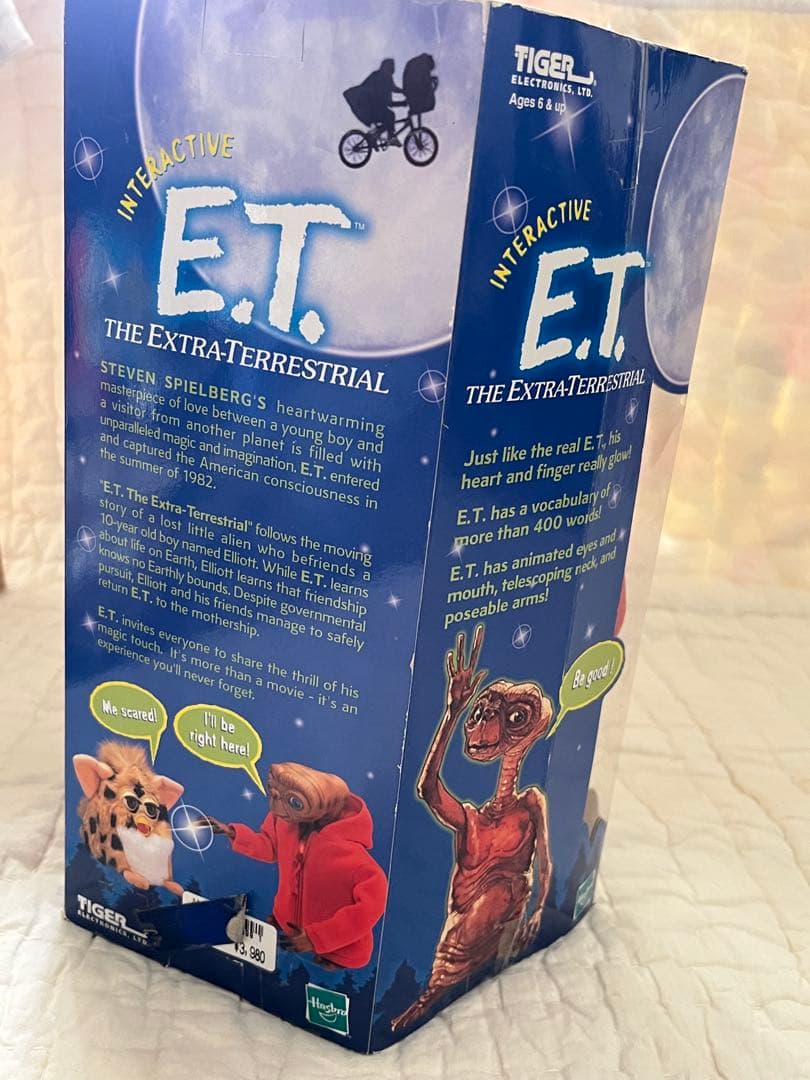 INTERACTIVE
E.T.™
THE EXTRA-TERRESTRIAL
STEVEN SPIELBERG'S heartwarming
masterpiece of love between a young boy and
a visitor from another planet is filled with
unparalleled magic and imagination. E.T. entered
and captured the American consciousness in
the summer of 1982.
"E.T. The Extra-Terrestrial" follows the moving
story of a lost little alien who befriends a
10-year old boy named Elliott. While E.T. learns
about life on Earth, Elliott learns that friendship
knows no Earthly bounds. Despite governmental
pursuit, Elliott and his friends manage to safely
return E.T. to the mothership.
E.T. invites everyone to share the thrill of his
magic touch. It's more than a movie - it's an
experience you'll never forget.
Me scared!
I'll be
right here!
TIGER
ELECTRONICS, LTD.
¥3,980
Hasbro
TIGER®
ELECTRONICS, LTD.
Ages 6 & up
INTERACTIVE
E.T.™
THE EXTRA-TERRESTRIAL
Just like the real E.T., his
heart and finger really glow!
E.T. has a vocabulary of
more than 400 words!
E.T. has animated eyes and
mouth, telescoping neck, and
poseable arms!
Be good!